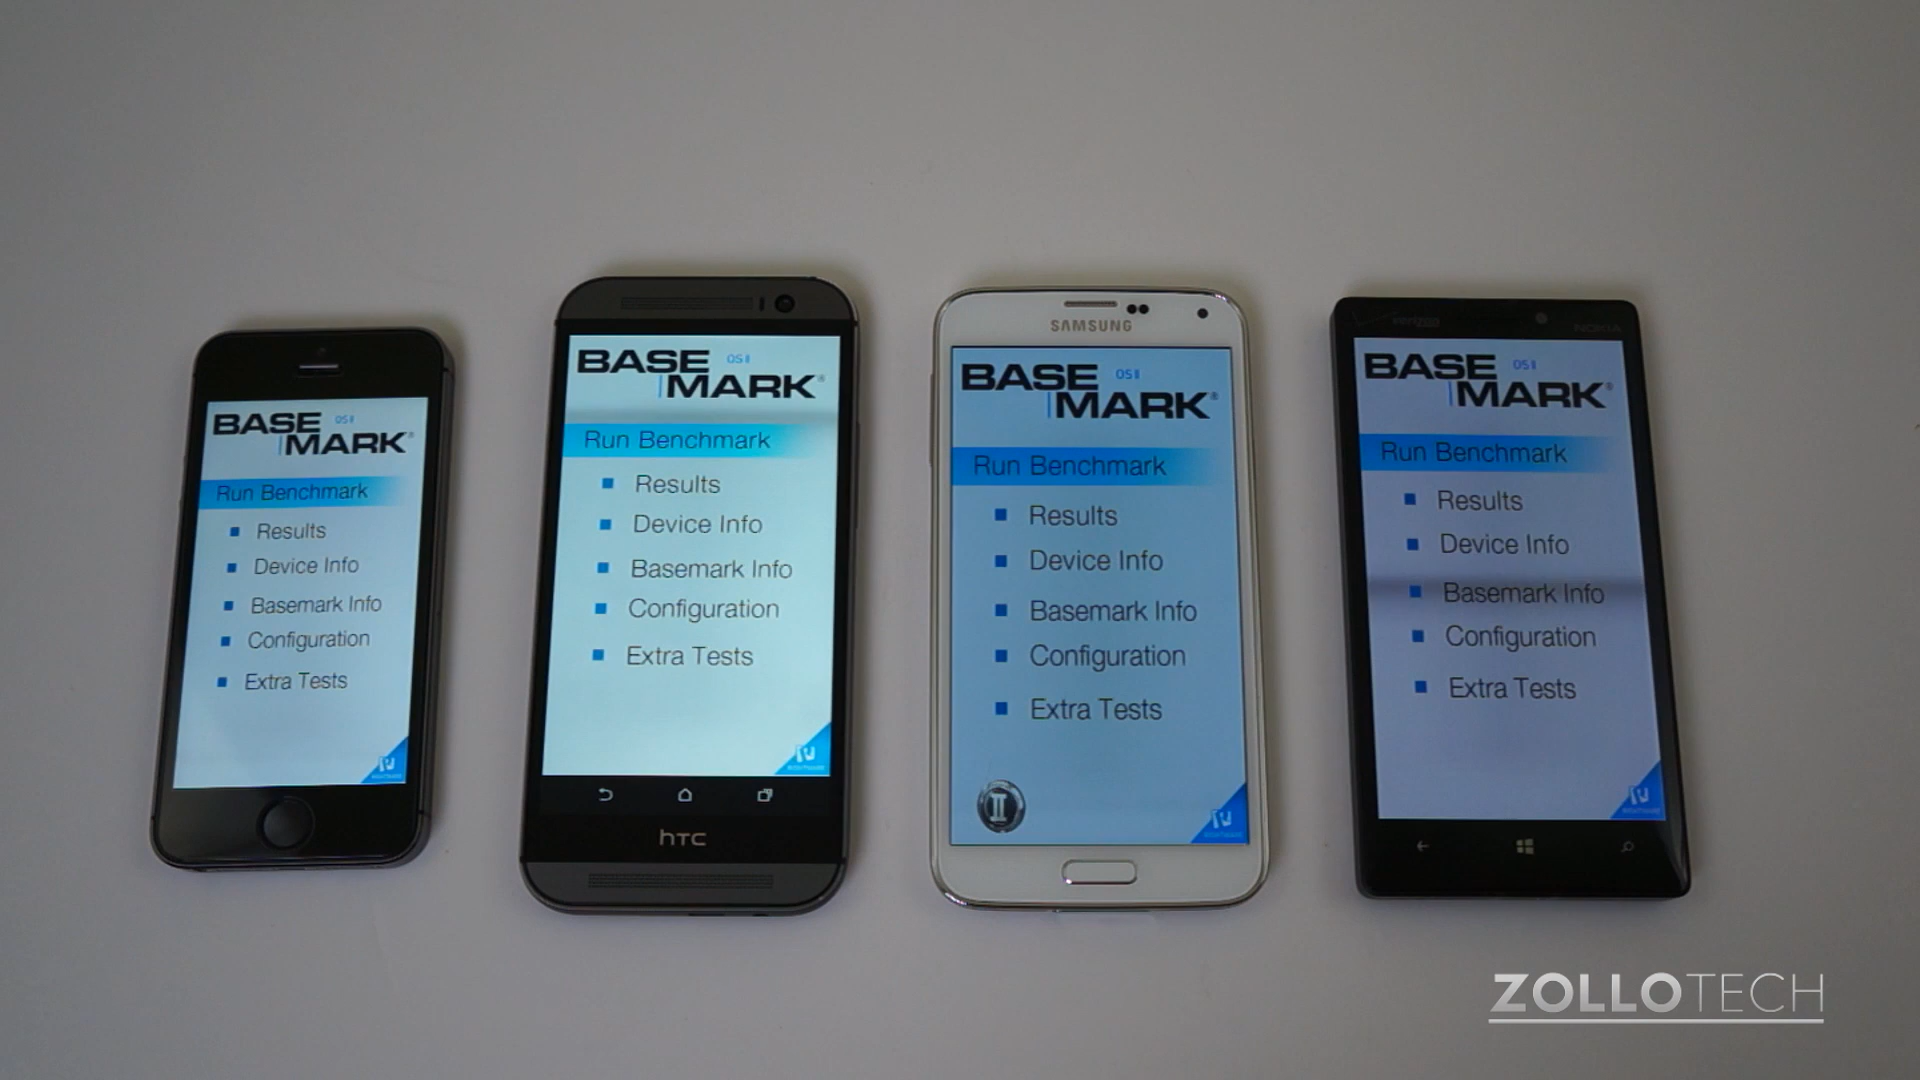 BASE OS II
MARK®
Run Benchmark
Results
Device Info
Basemark Info
Configuration
Extra Tests
BASE OS II
MARK®
Run Benchmark
Results
Device Info
Basemark Info
Configuration
Extra Tests
hTC
SAMSUNG
BASE OS II
MARK®
Run Benchmark
Results
Device Info
Basemark Info
Configuration
Extra Tests
II
verizon
NOKIA
BASE OS II
MARK®
Run Benchmark
Results
Device Info
Basemark Info
Configuration
Extra Tests
ZOLLOTECH